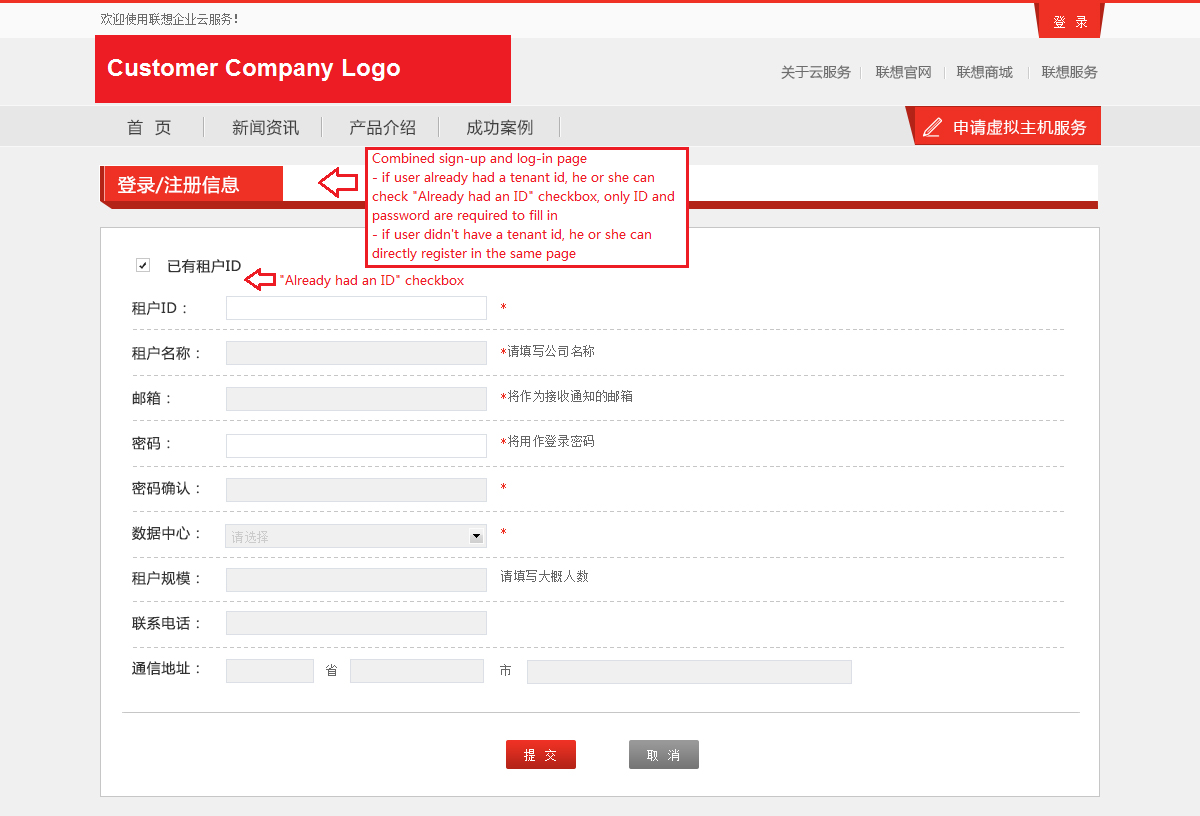 欢迎使用联想企业云服务!
登 录
Customer Company Logo
关于云服务 联想官网 联想商城 联想服务
首 页 新闻资讯 产品介绍 成功案例
申请虚拟主机服务
登录/注册信息
Combined sign-up and log-in page
- if user already had a tenant id, he or she can
check "Already had an ID" checkbox, only ID and
password are required to fill in
- if user didn't have a tenant id, he or she can
directly register in the same page
已有租户ID
"Already had an ID" checkbox
租户ID： *
租户名称： *请填写公司名称
邮箱： *将作为接收通知的邮箱
密码： *将用作登录密码
密码确认： *
数据中心： 请选择 *
租户规模： 请填写大概人数
联系电话：
通信地址： 省 市
提 交 取 消